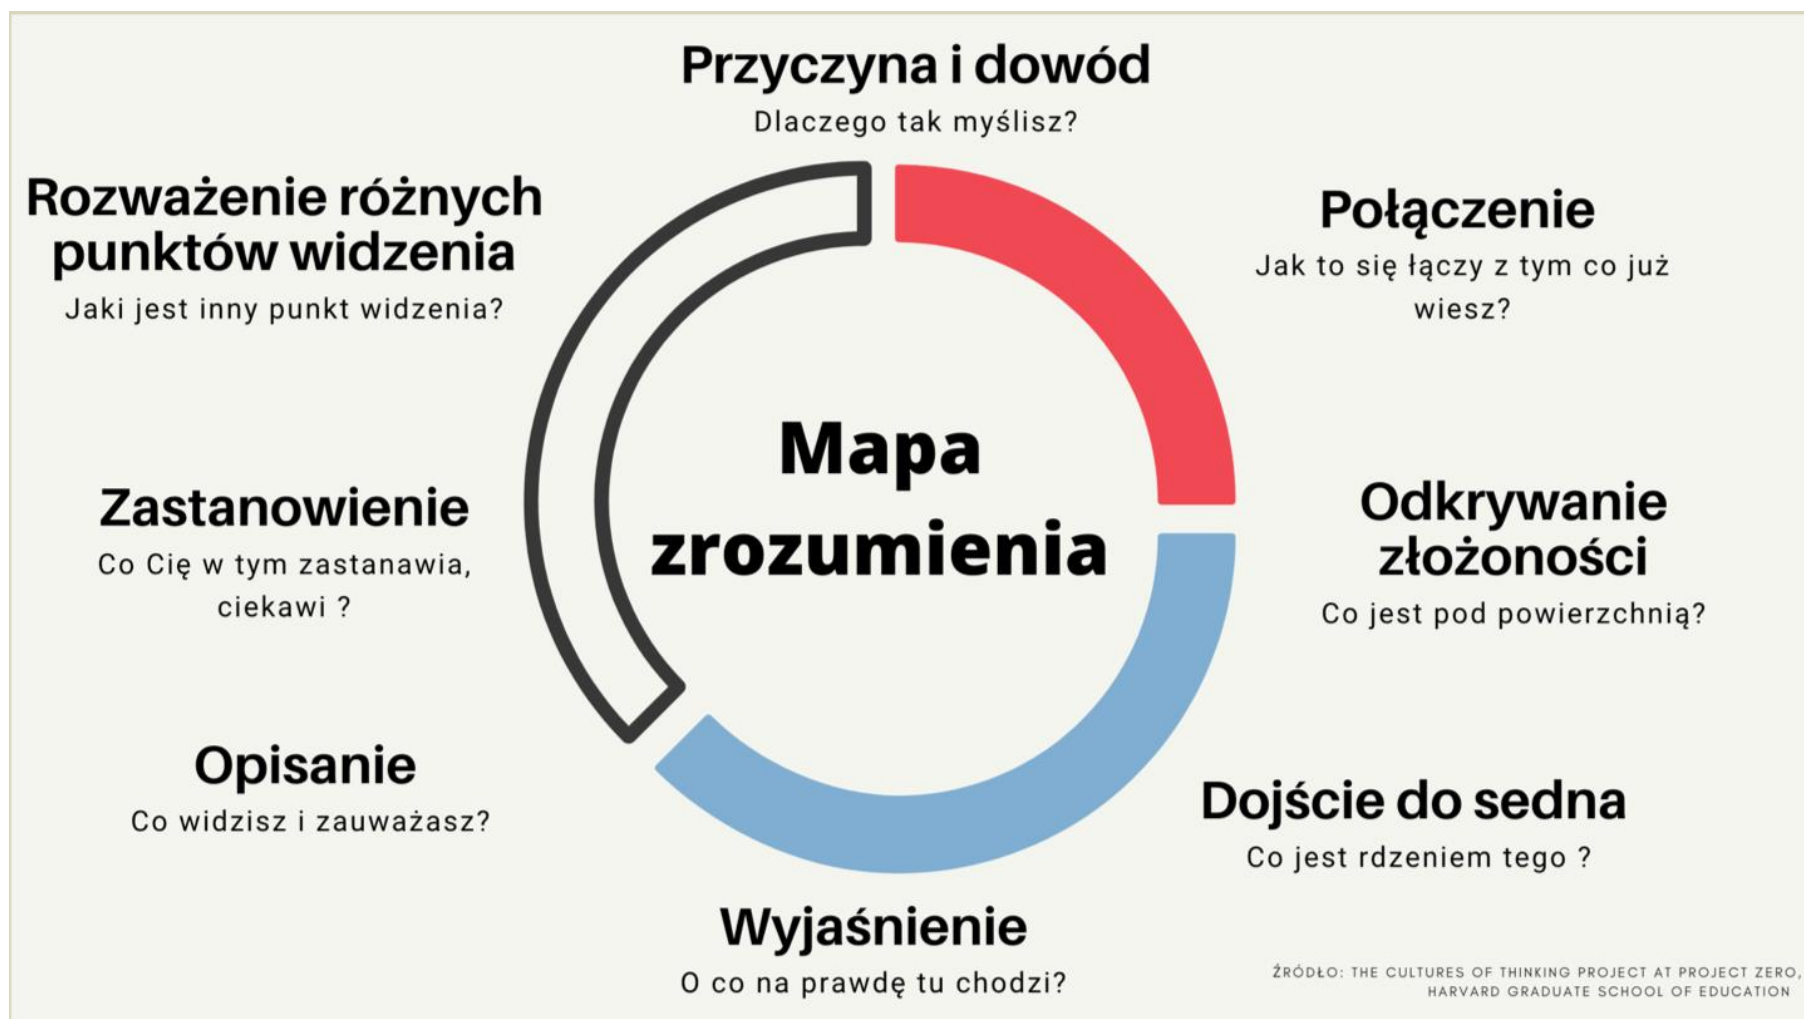 Przyczyna i dowód
Dlaczego tak myślisz?
Rozważenie różnych
punktów widzenia
Jaki jest inny punkt widzenia?
Połączenie
Jak to się łączy z tym co już
wiesz?
Mapa
zrozumienia
Zastanowienie
Co Cię w tym zastanawia,
ciekawi ?
Odkrywanie
złożoności
Co jest pod powierzchnią?
Opisanie
Co widzisz i zauważasz?
Dojście do sedna
Co jest rdzeniem tego ?
Wyjaśnienie
O co na prawdę tu chodzi?
ŹRÓDŁO: THE CULTURES OF THINKING PROJECT AT PROJECT ZERO,
HARVARD GRADUATE SCHOOL OF EDUCATION